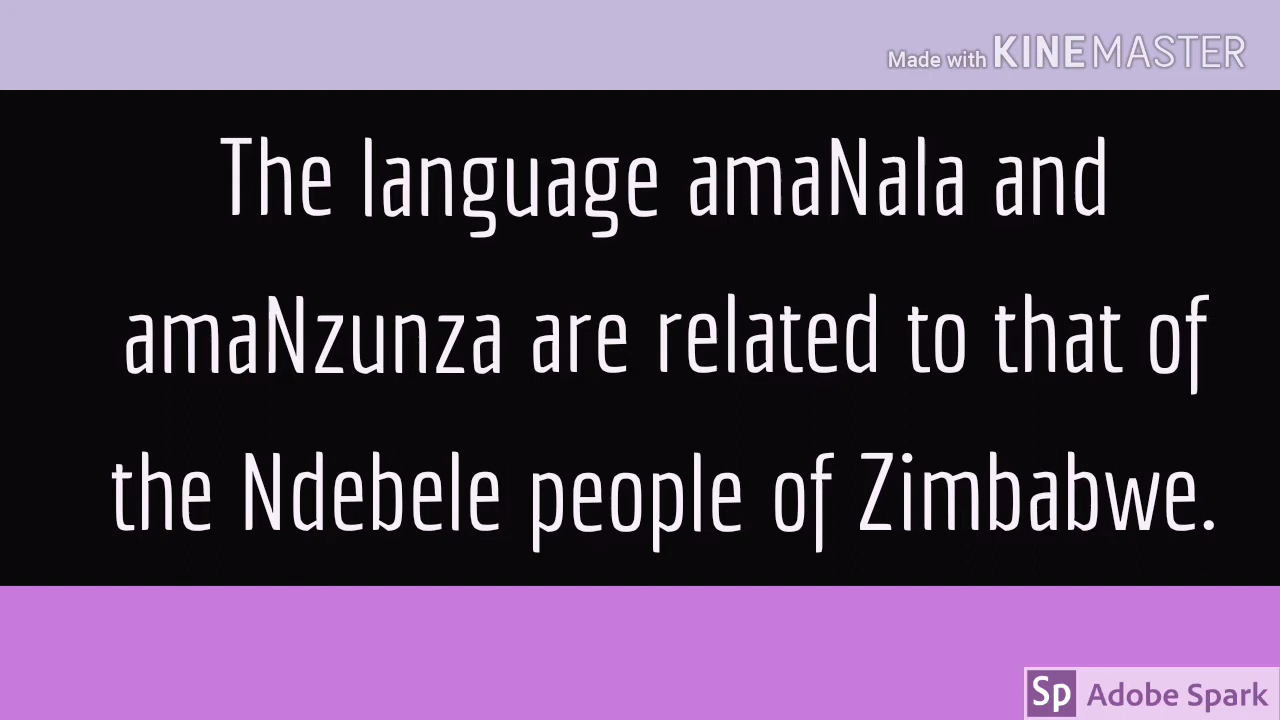 Made with KINEMASTER
The language amaNala and
amaNzunza are related to that of
the Ndebele people of Zimbabwe.
Sp Adobe Spark